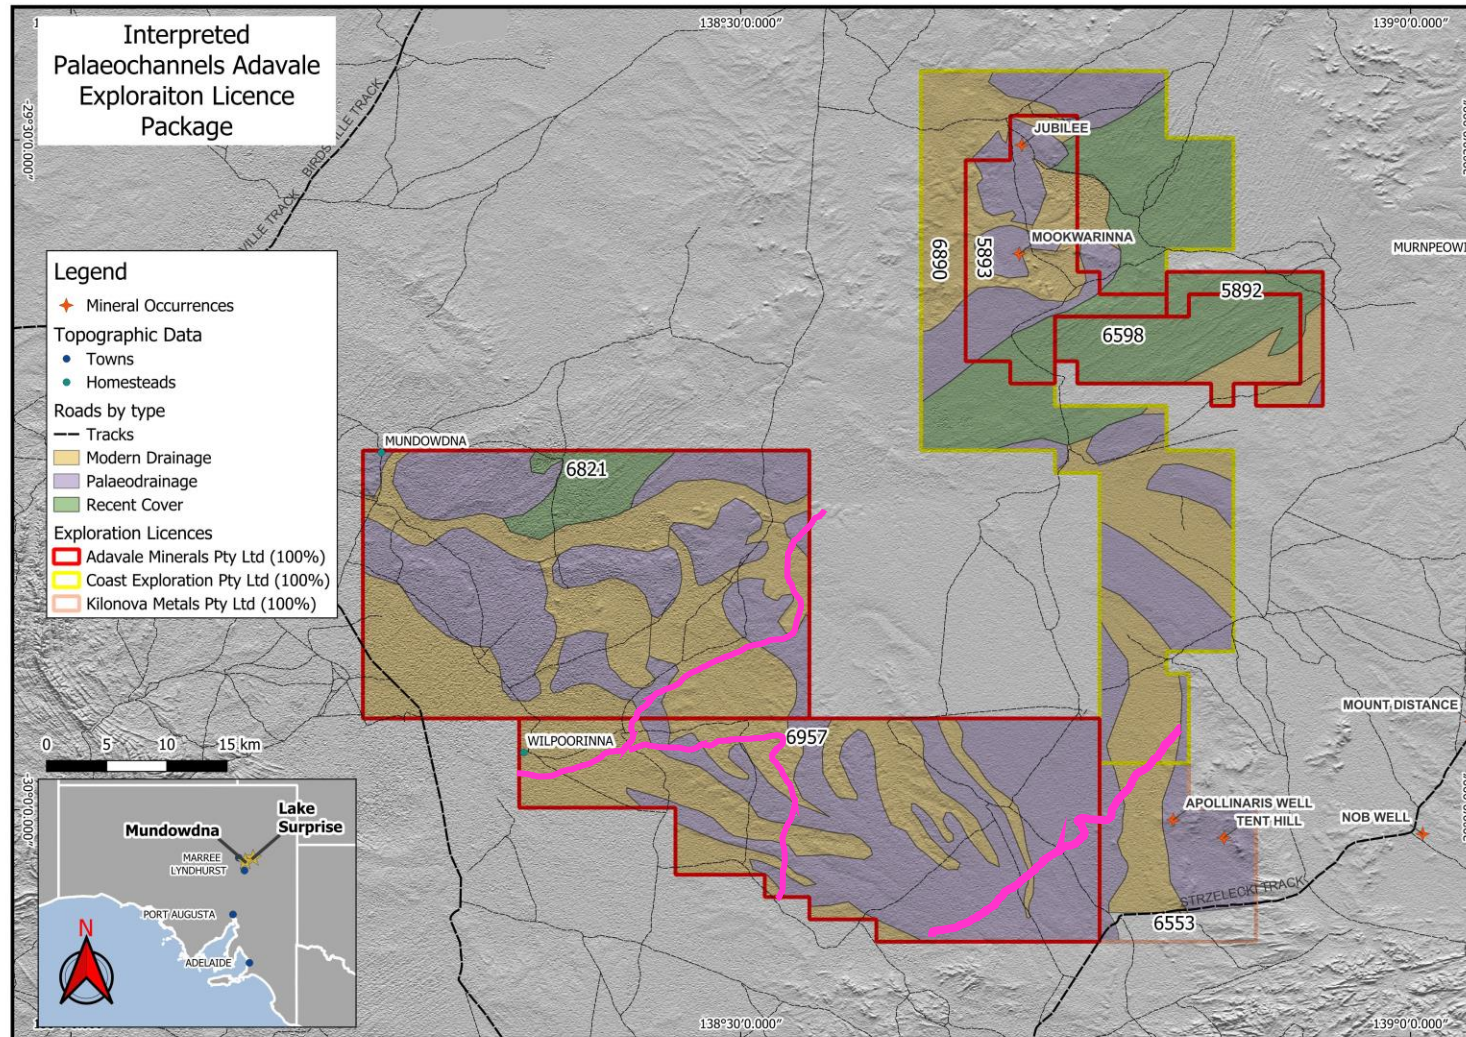 138°30'0.000"
139°0'0.000"
Interpreted
Palaeochannels Adavale
Exploraiton Licence
Package
-29°30'0.000"
BIRDSVILLE TRACK
VILLE TRACK
JUBILEE
MOOKWARINNA
MURNPEOWI
6890
5893
5892
6598
Legend
Mineral Occurrences
Topographic Data
Towns
Homesteads
Roads by type
Tracks
Modern Drainage
Palaeodrainage
Recent Cover
Exploration Licences
Adavale Minerals Pty Ltd (100%)
Coast Exploration Pty Ltd (100%)
Kilonova Metals Pty Ltd (100%)
MUNDOWDNA
6821
MOUNT DISTANCE
WILPOORINNA
6957
0 5 10 15 km
-30°0'0.000"
APOLLINARIS WELL
TENT HILL
NOB WELL
STRZELECKI TRACK
6553
Lake
Surprise
Mundowdna
MARREE
LYNDHURST
PORT AUGUSTA
ADELAIDE
N
138°30'0.000"
139°0'0.000"